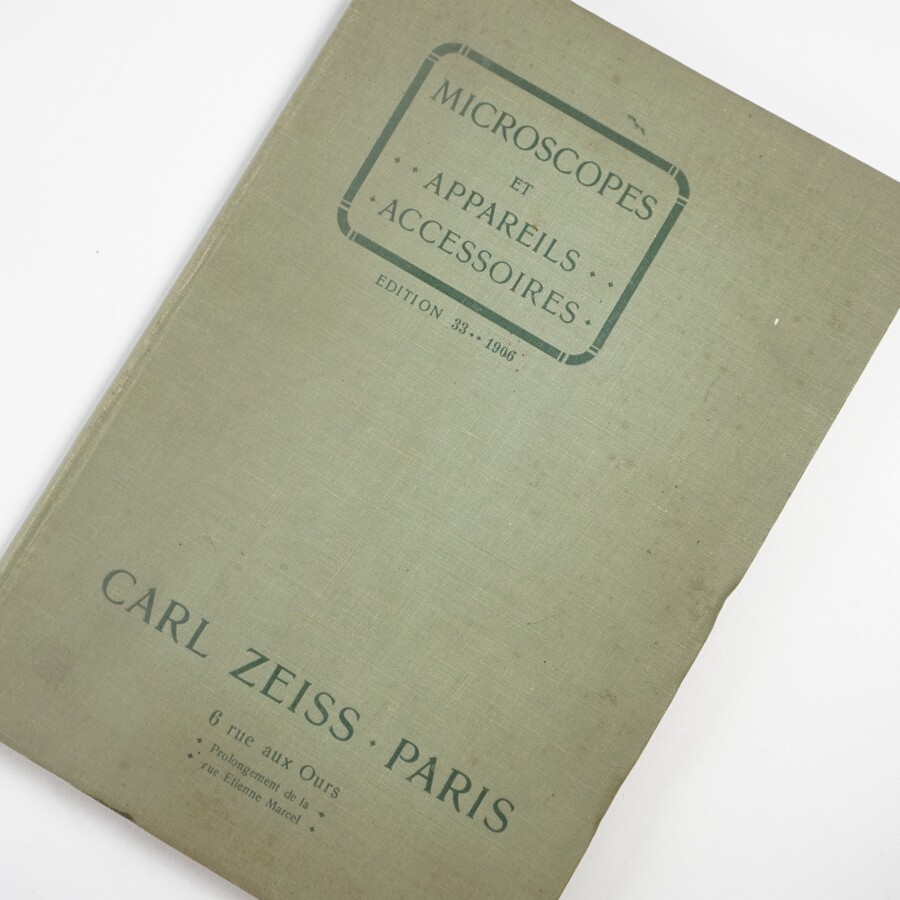 MICROSCOPES
ET
APPAREILS
ACCESSOIRES
EDITION 33 • • 1906
CARL ZEISS • PARIS
6 rue aux Ours
Prolongement de la
rue Etienne Marcel.